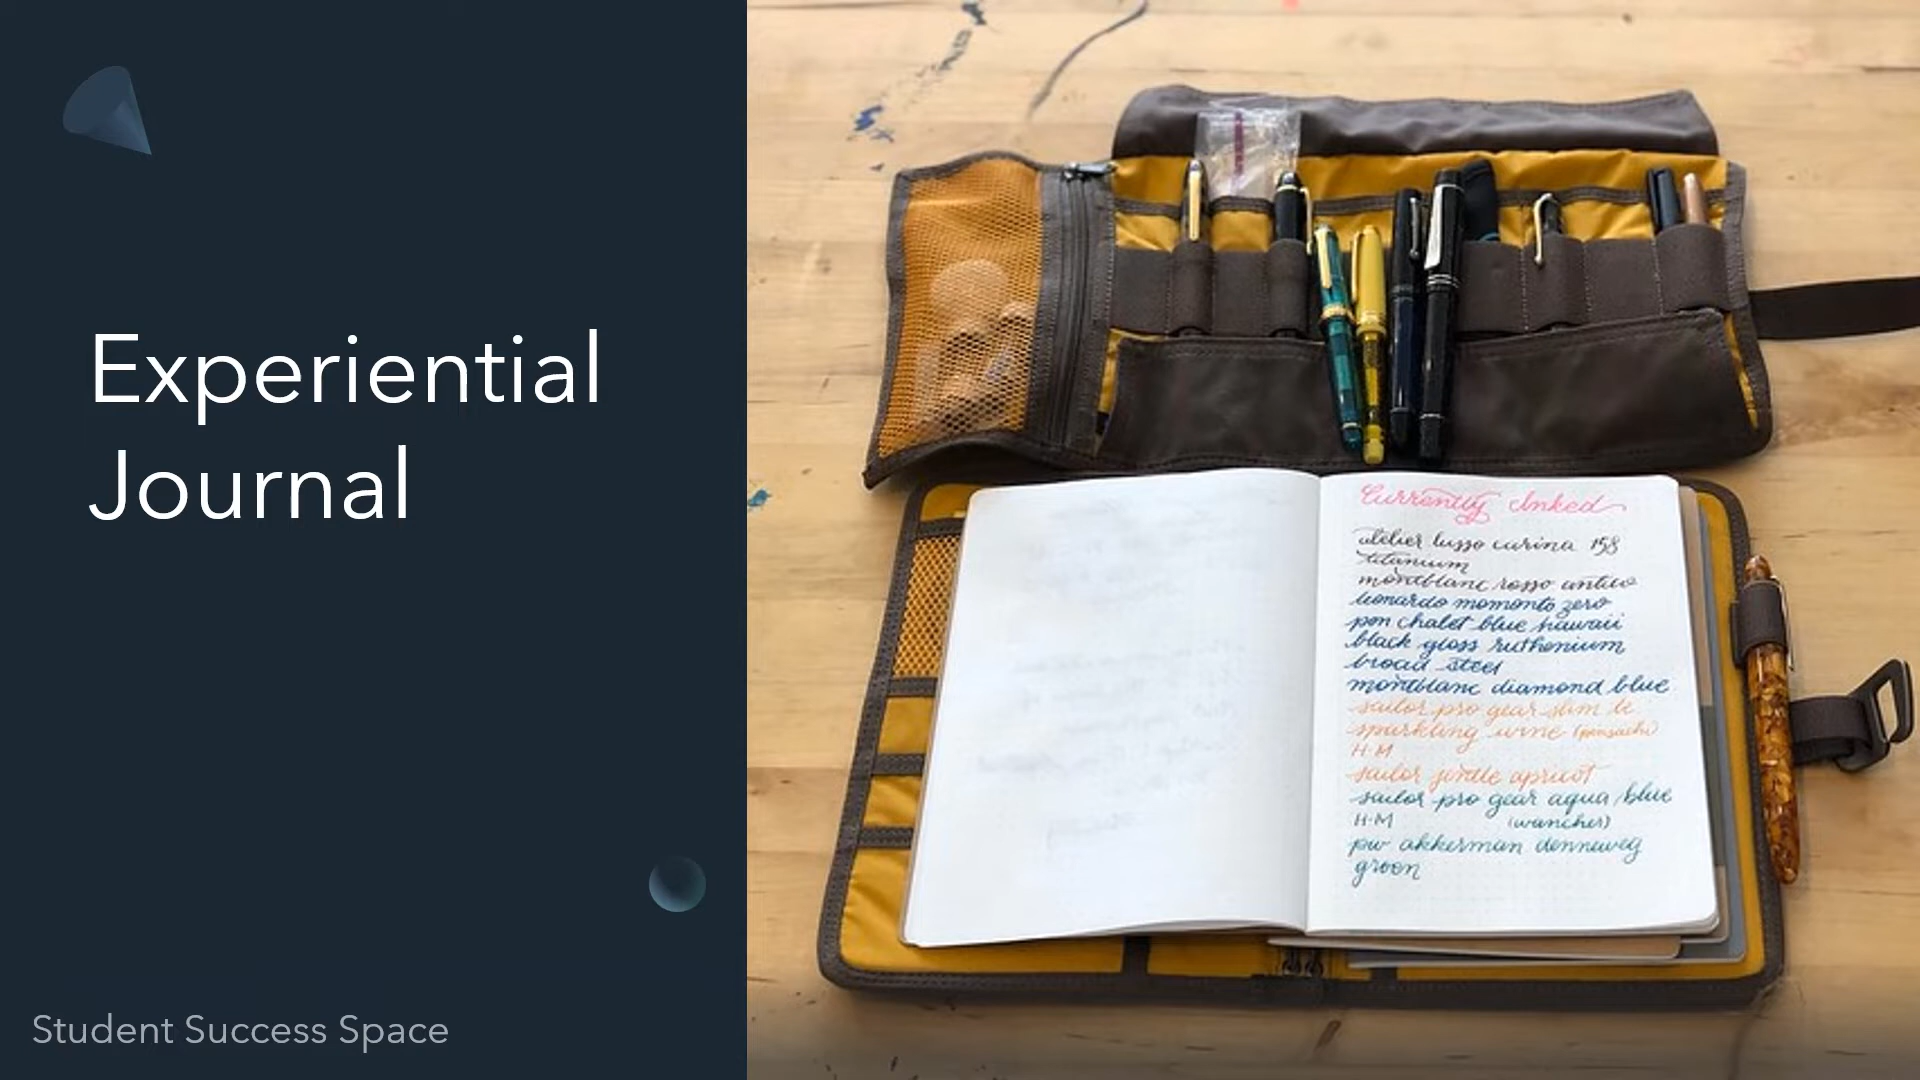 Experiential
Journal
Student Success Space
Currently Inked
atelier lusso carina 158
titanium
montblanc rosso antico
leonardo momento zero
pen chalet blue hawaii
black gloss ruthenium
broad steel
montblanc diamond blue
sailor pro gear slim le
sparkling wine (pensachi)
H-M
sailor jentle apricot
sailor pro gear aqua/blue
H-M (wancher)
pw akkerman denneweg
groen